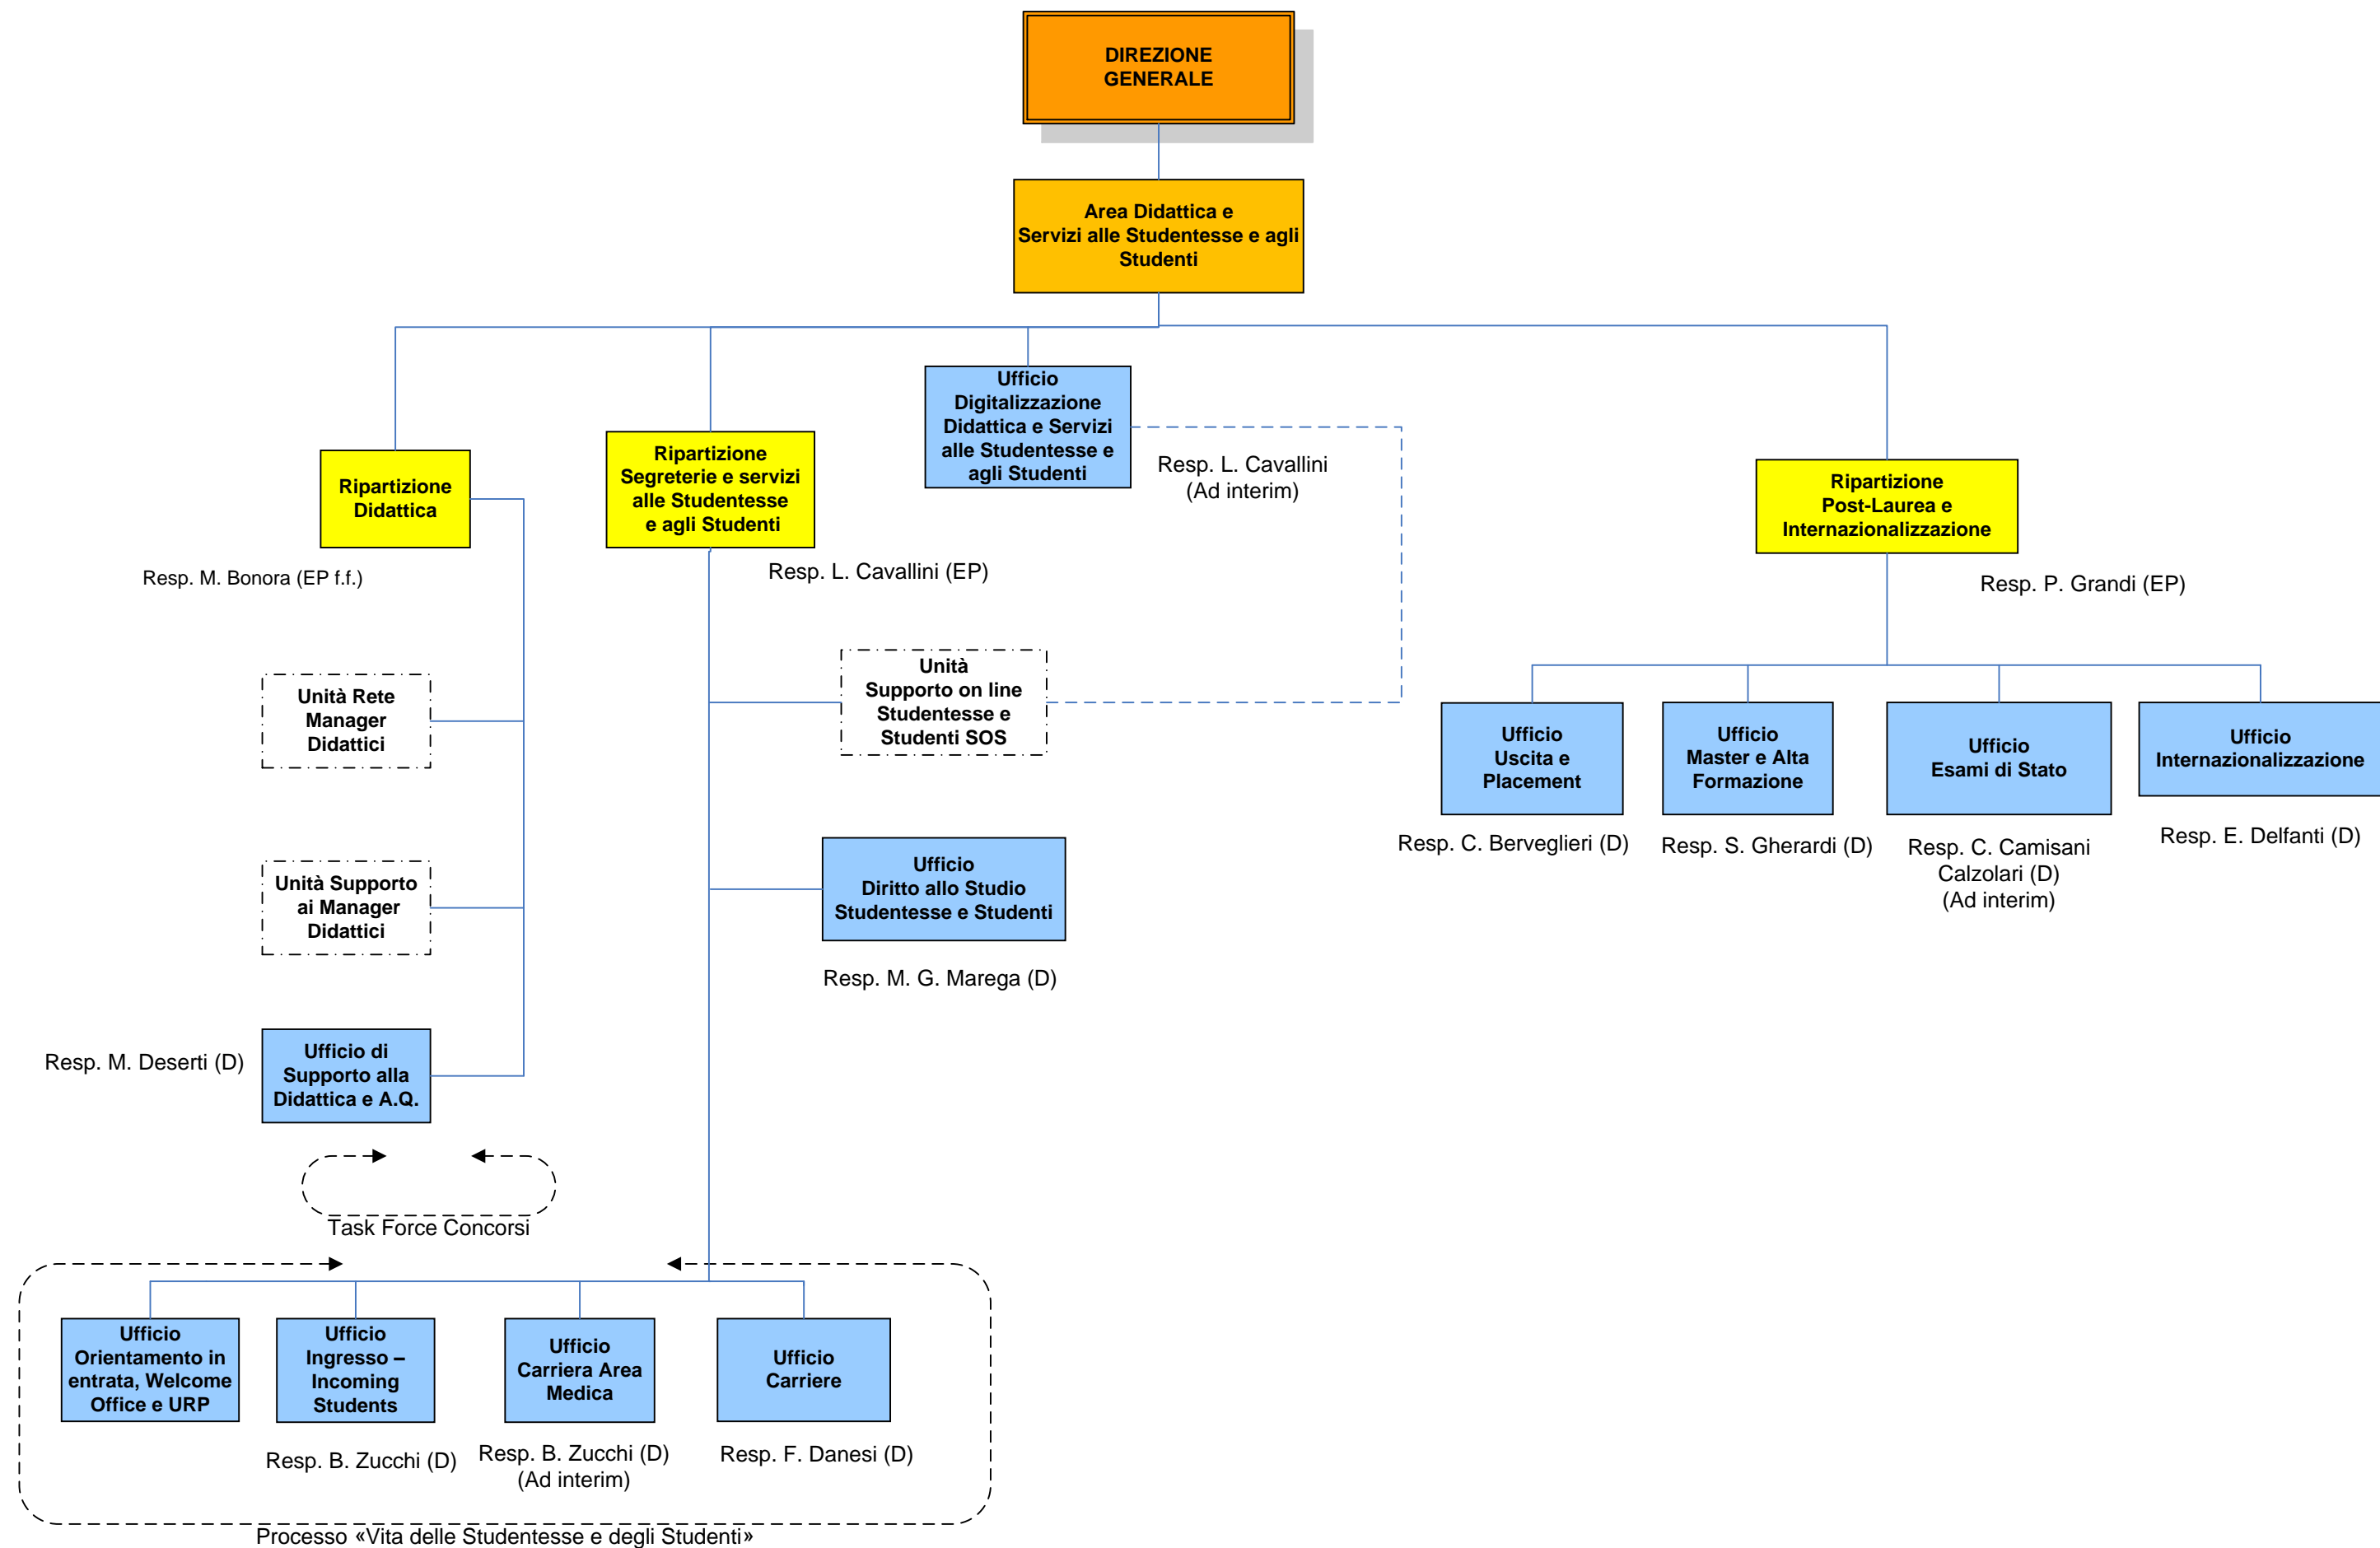 DIREZIONE
GENERALE
Area Didattica e
Servizi alle Studentesse e agli
Studenti
Ufficio
Digitalizzazione
Didattica e Servizi
alle Studentesse e
agli Studenti
Resp. L. Cavallini
(Ad interim)
Ripartizione
Didattica
Resp. M. Bonora (EP f.f.)
Ripartizione
Segreterie e servizi
alle Studentesse
e agli Studenti
Resp. L. Cavallini (EP)
Ripartizione
Post-Laurea e
Internazionalizzazione
Resp. P. Grandi (EP)
Unità Rete
Manager
Didattici
Unità
Supporto on line
Studentesse e
Studenti SOS
Ufficio
Uscita e
Placement
Resp. C. Berveglieri (D)
Ufficio
Master e Alta
Formazione
Resp. S. Gherardi (D)
Ufficio
Esami di Stato
Resp. C. Camisani
Calzolari (D)
(Ad interim)
Ufficio
Internazionalizzazione
Resp. E. Delfanti (D)
Unità Supporto
ai Manager
Didattici
Ufficio
Diritto allo Studio
Studentesse e Studenti
Resp. M. G. Marega (D)
Resp. M. Deserti (D)
Ufficio di
Supporto alla
Didattica e A.Q.
Task Force Concorsi
Ufficio
Orientamento in
entrata, Welcome
Office e URP
Ufficio
Ingresso –
Incoming
Students
Resp. B. Zucchi (D)
Ufficio
Carriera Area
Medica
Resp. B. Zucchi (D)
(Ad interim)
Ufficio
Carriere
Resp. F. Danesi (D)
Processo «Vita delle Studentesse e degli Studenti»